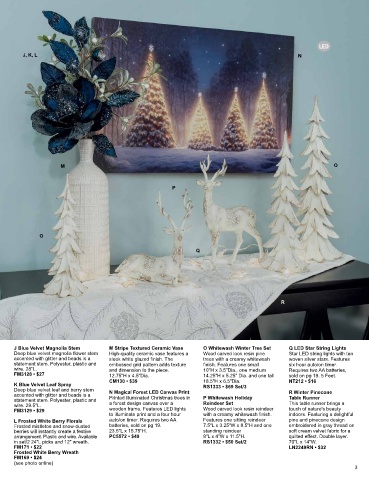 J, K, L
LED
N
M
O
O
P
Q
R
J Blue Velvet Magnolia Stem
Deep blue velvet magnolia flower stem
accented with glitter and beads is a
statement stem. Polyester, plastic and
wire. 28"L
FM3128 • $27
K Blue Velvet Leaf Spray
Deep blue velvet leaf and berry stem
accented with glitter and beads is a
statement stem. Polyester, plastic and
wire. 29.5"L
FM3129 • $29
L Frosted White Berry Florals
Frosted mistletoe and snow-dusted
berries will instantly create a festive
arrangement. Plastic and wire. Available
in 24", picks and 12" wreath.
FM171 • $22
Frosted White Berry Wreath
FM169 • $24
(see photo online)
M Stripe Textured Ceramic Vase
High-quality ceramic vase features a
sleek white glazed finish. The
embossed grid pattern adds texture
and dimension to the piece.
12.75"H x 4.8"Dia.
CM130 • $39
N Magical Forest LED Canvas Print
Printed illuminated Christmas trees in
a forest design canvas over a
wooden frame. Features LED lights
to illuminate print and a four hour
auto/off timer. Requires two AA
batteries, sold on pg 19.
23.5"L x 15.75"H.
PC5572 • $49
O Whitewash Winter Tree Set
Wood carved look resin pine
trees with a creamy whitewash
finish. Features one small
10"H x 3.5"Dia., one medium
14.25"H x 5.25" Dia. and one tall
18.5"H x 6.5"Dia.
RS1333 • $69 Set/3
P Whitewash Holiday
Reindeer Set
Wood carved look resin reindeer
with a creamy whitewash finish.
Features one sitting reindeer
7.5"L x 3.25"W x 8.5"H and one
standing reindeer
8"L x 4"W x 11.5"H.
RS1332 • $56 Set/2
Q LED Star String Lights
Star LED string lights with
woven silver stars. Features
six hour auto/on timer.
Requires two AA batteries,
sold on pg 19. 5 Feet.
NT212 • $16
R Winter Pinecone
Table Runner
This table runner brings a
touch of nature's beauty
indoors. Featuring a delightful
pine and pinecone design
embroidered in gray thread on
soft cream velvet fabric for a
quilted effect. Double layer.
70"L x 14"W.
LN2249RN • $32
3